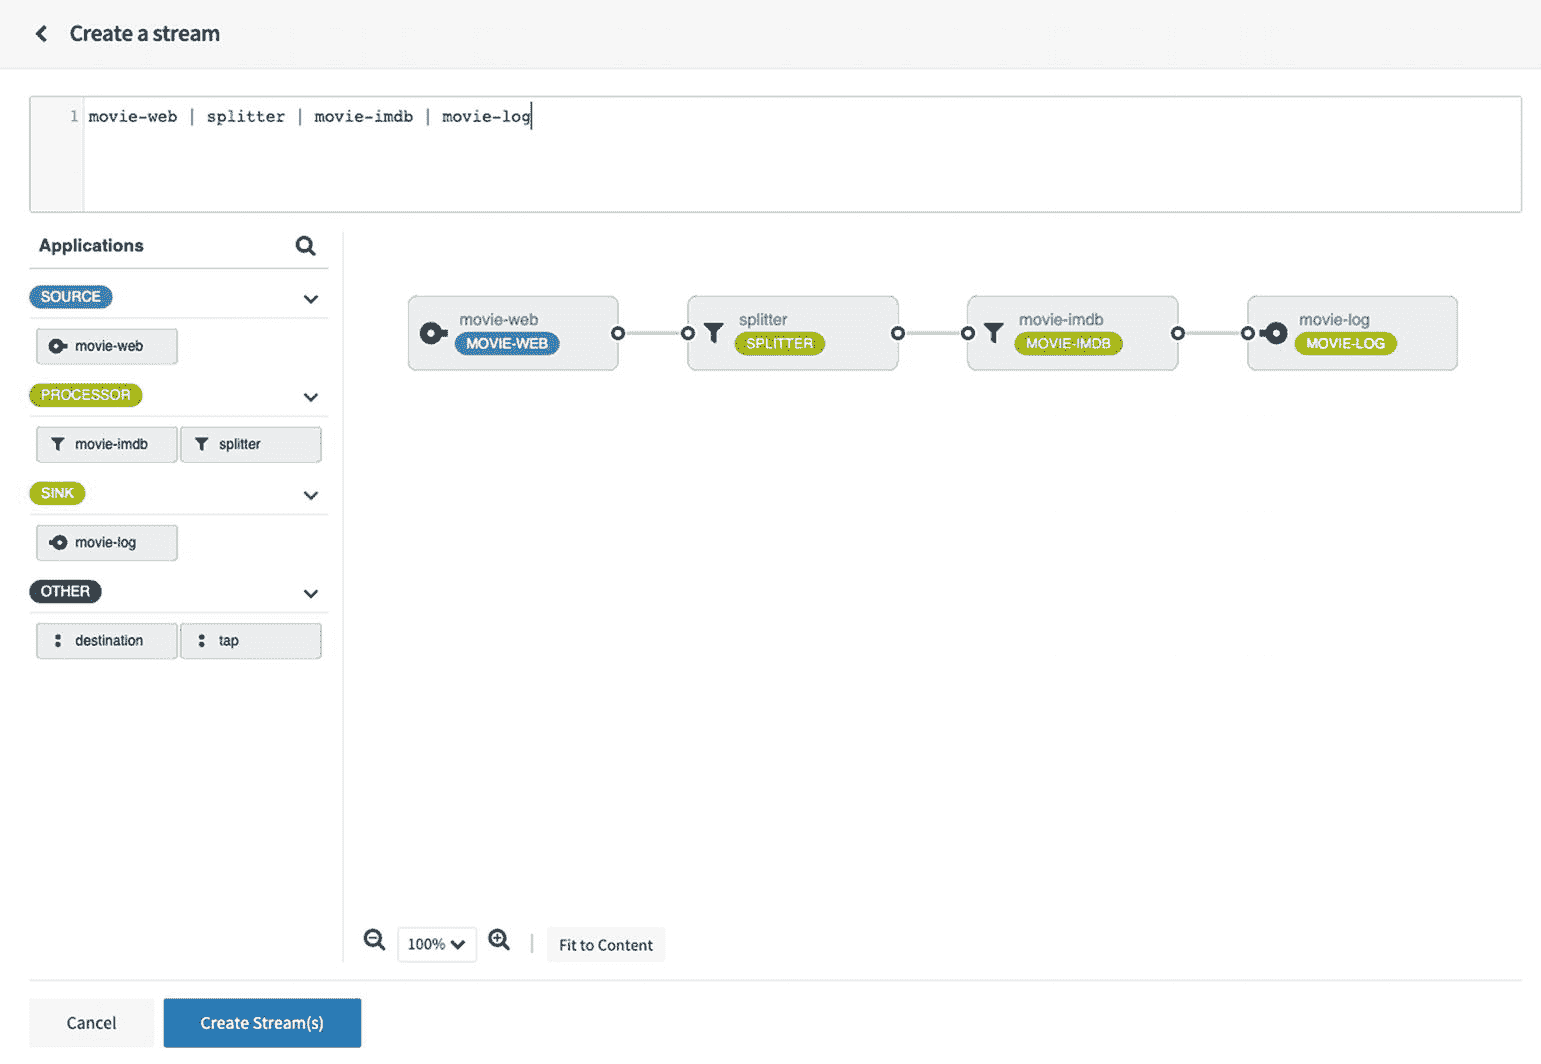 Create a stream
1 movie-web | splitter | movie-imdb | movie-log
Applications
SOURCE
movie-web
PROCESSOR
movie-imdb splitter
SINK
movie-log
OTHER
destination tap
movie-web
MOVIE-WEB
splitter
SPLITTER
movie-imdb
MOVIE-IMDB
movie-log
MOVIE-LOG
100% | Fit to Content
Cancel Create Stream(s)